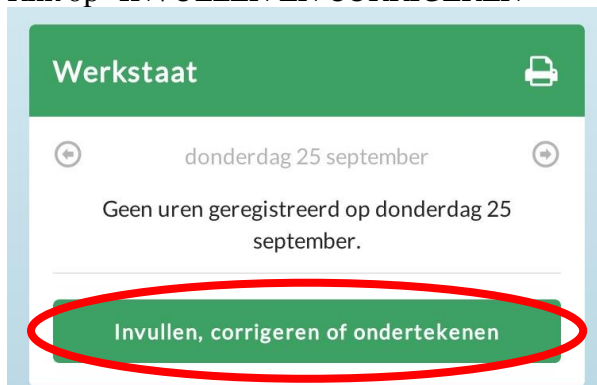 Werkstaat
donderdag 25 september
Geen uren geregistreerd op donderdag 25
september.
Invullen, corrigeren of ondertekenen